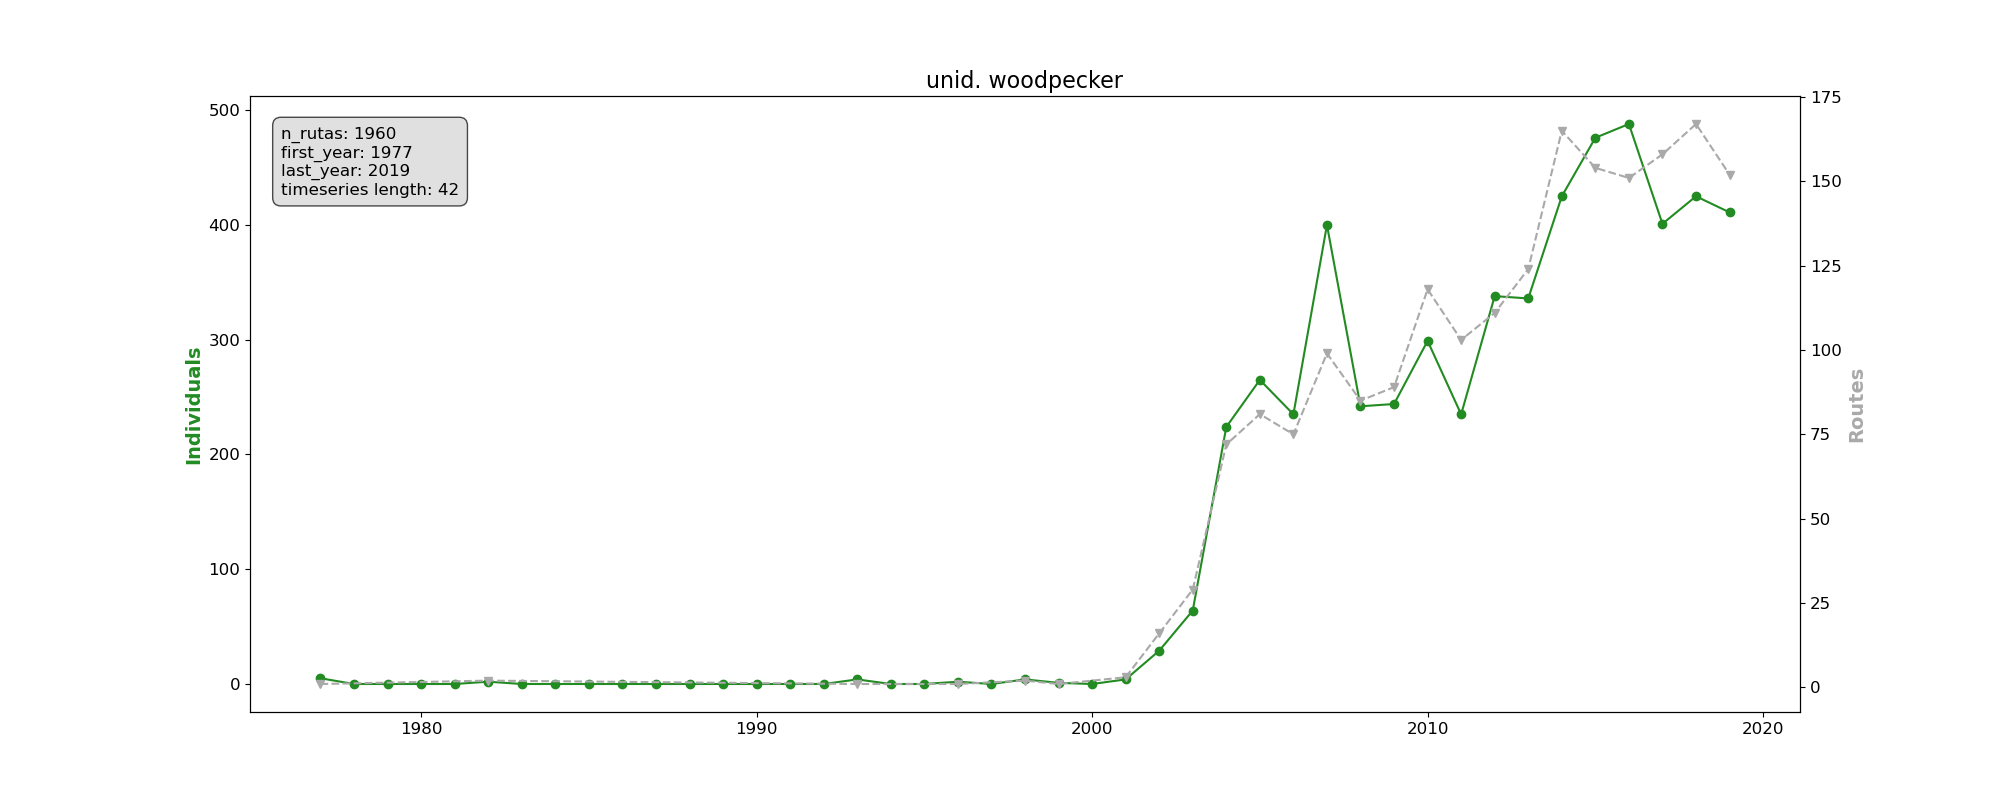 unid. woodpecker
n_rutas: 1960
first_year: 1977
last_year: 2019
timeseries length: 42
Individuals
500
400
300
200
100
0
175
150
125
100
75
50
25
0
Routes
1980 1990 2000 2010 2020